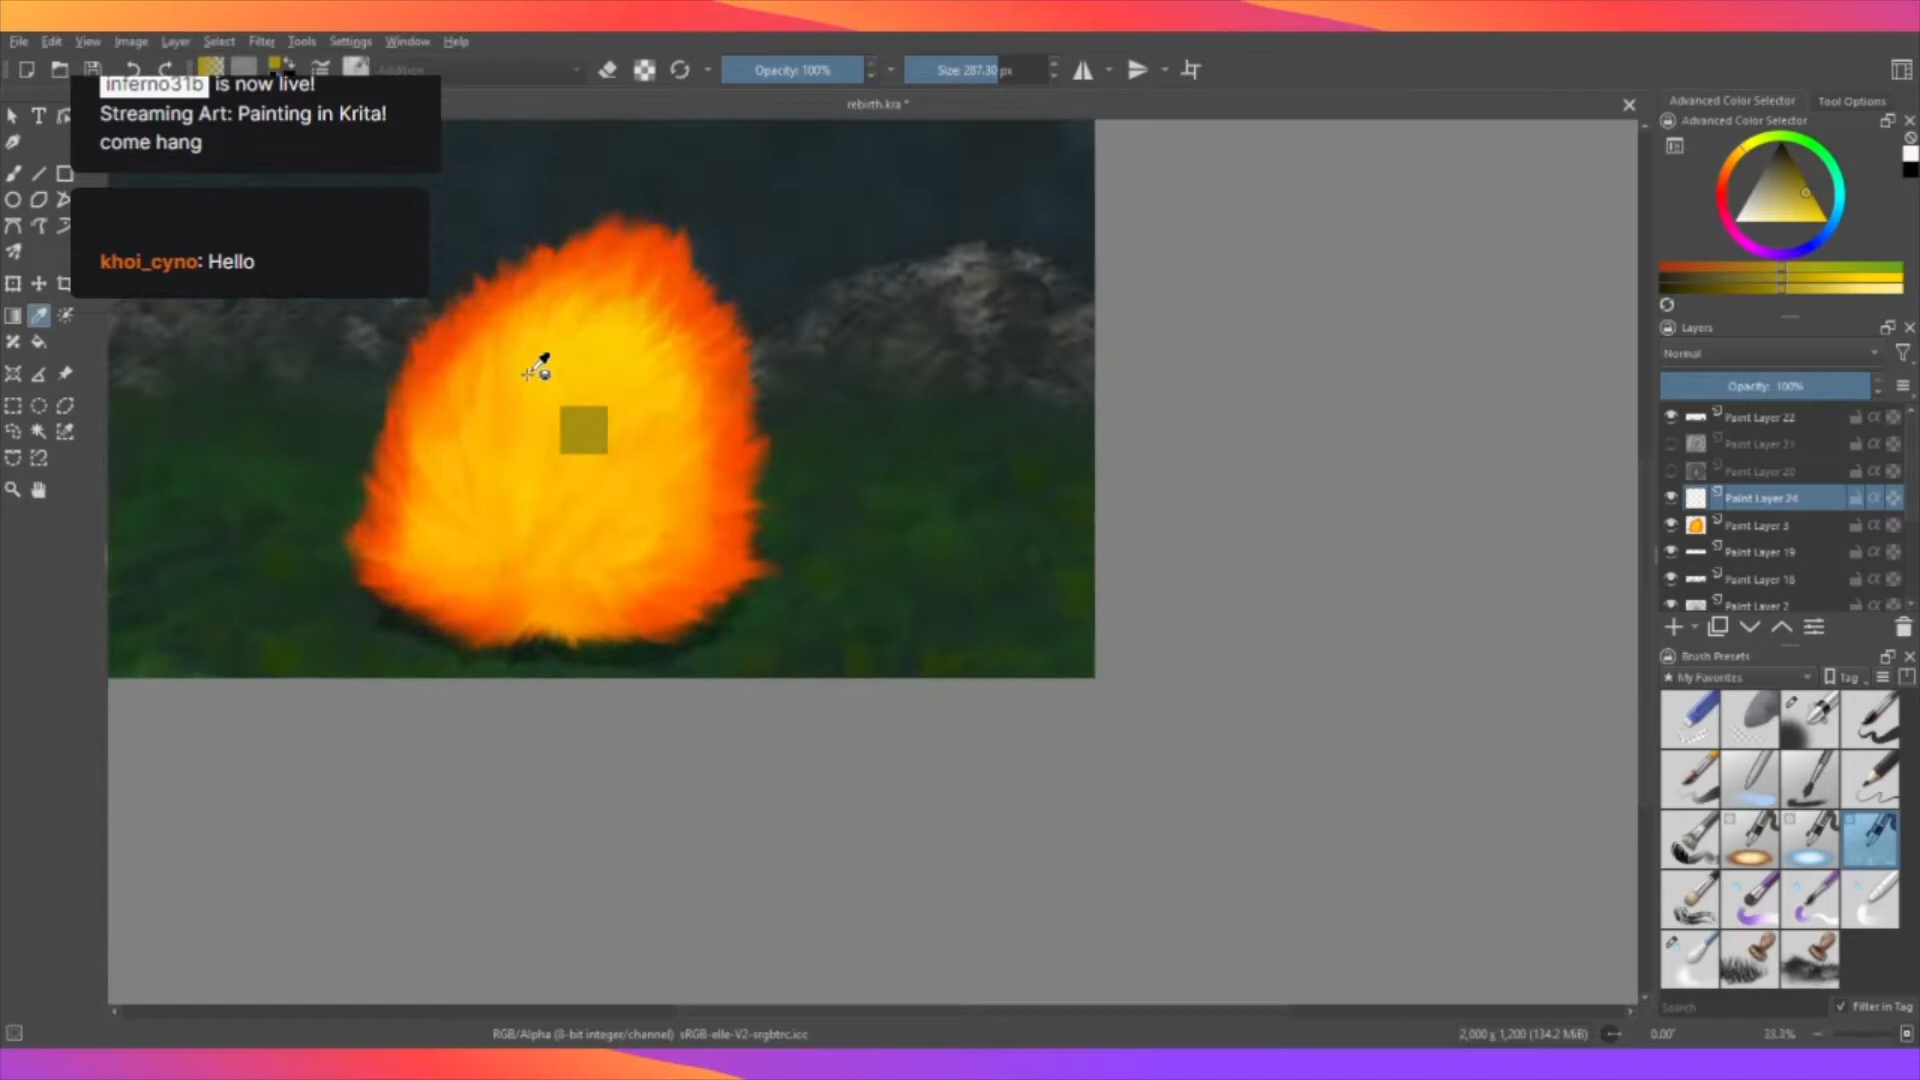 File Edit View Image Layer Select Filter Tools Settings Window Help
Addition
Opacity: 100%
Size: 287.30 px
inferno31b is now live!
Streaming Art: Painting in Krita!
come hang
khoi_cyno: Hello
rebirth.kra *
Advanced Color Selector Tool Options
Advanced Color Selector
Layers
Normal
Opacity: 100%
Paint Layer 22
Paint Layer 21
Paint Layer 20
Paint Layer 24
Paint Layer 3
Paint Layer 19
Paint Layer 18
Paint Layer 2
Brush Presets
My Favorites
Tag
Search
Filter in Tag
RGB/Alpha (8-bit integer/channel) sRGB-elle-V2-srgbtrc.icc
2,000 x 1,200 (134.2 MiB)
0.00°
33.3%